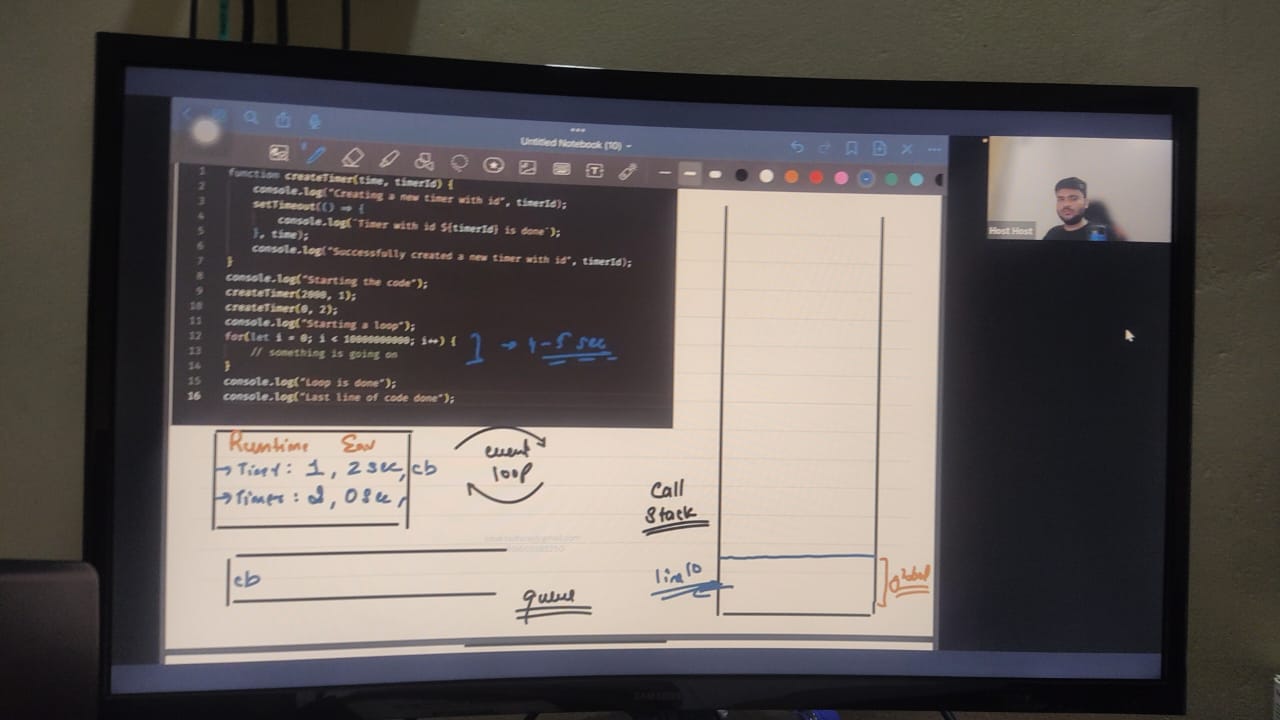 Untitled Notebook (10)
1 function createTimer(time, timerId) {
2 console.log("Creating a new timer with id", timerId);
3 setTimeout(() => {
4 console.log(`Timer with id ${timerId} is done`);
5 }, time);
6 console.log("Successfully created a new timer with id", timerId);
7 }
8 console.log("Starting the code");
9 createTimer(2000, 1);
10 createTimer(0, 2);
11 console.log("Starting a loop");
12 for(let i = 0; i < 10000000000; i++) {
13 // something is going on
14 }
15 console.log("Loop is done");
16 console.log("Last line of code done");
→ 4-5 sec
Host Host
Runtime Env
→ Timer: 1, 2 sec, cb
→ Timer: 2, 0 sec,
event
loop
Call
Stack
line 10
global
cb
queue
SAMSUNG